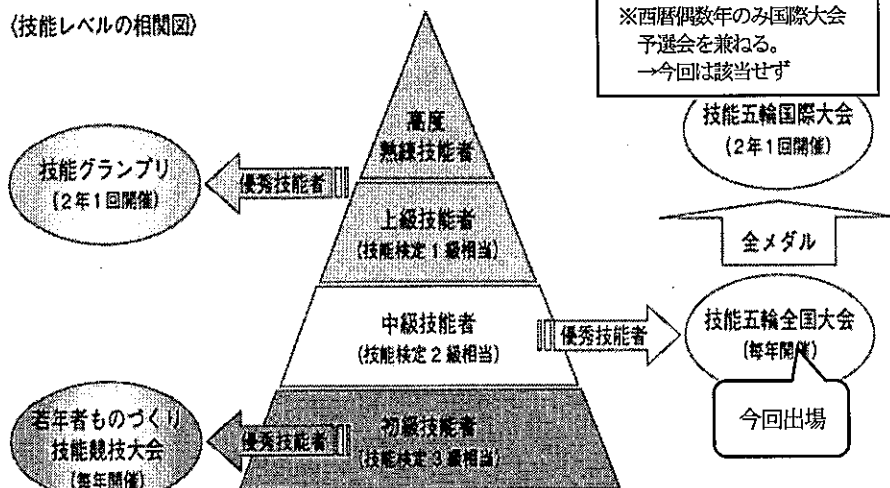 〈技能レベルの相関図〉
※西暦偶数年のみ国際大会
予選会を兼ねる。
→今回は該当せず
高度
熟練技能者
技能グランプリ
(2年1回開催)
優秀技能者
上級技能者
(技能検定1級相当)
技能五輪国際大会
(2年1回開催)
金メダル
中級技能者
(技能検定2級相当)
優秀技能者
技能五輪全国大会
(毎年開催)
今回出場
若年者ものづくり
技能競技大会
(毎年開催)
優秀技能者
初級技能者
(技能検定3級相当)